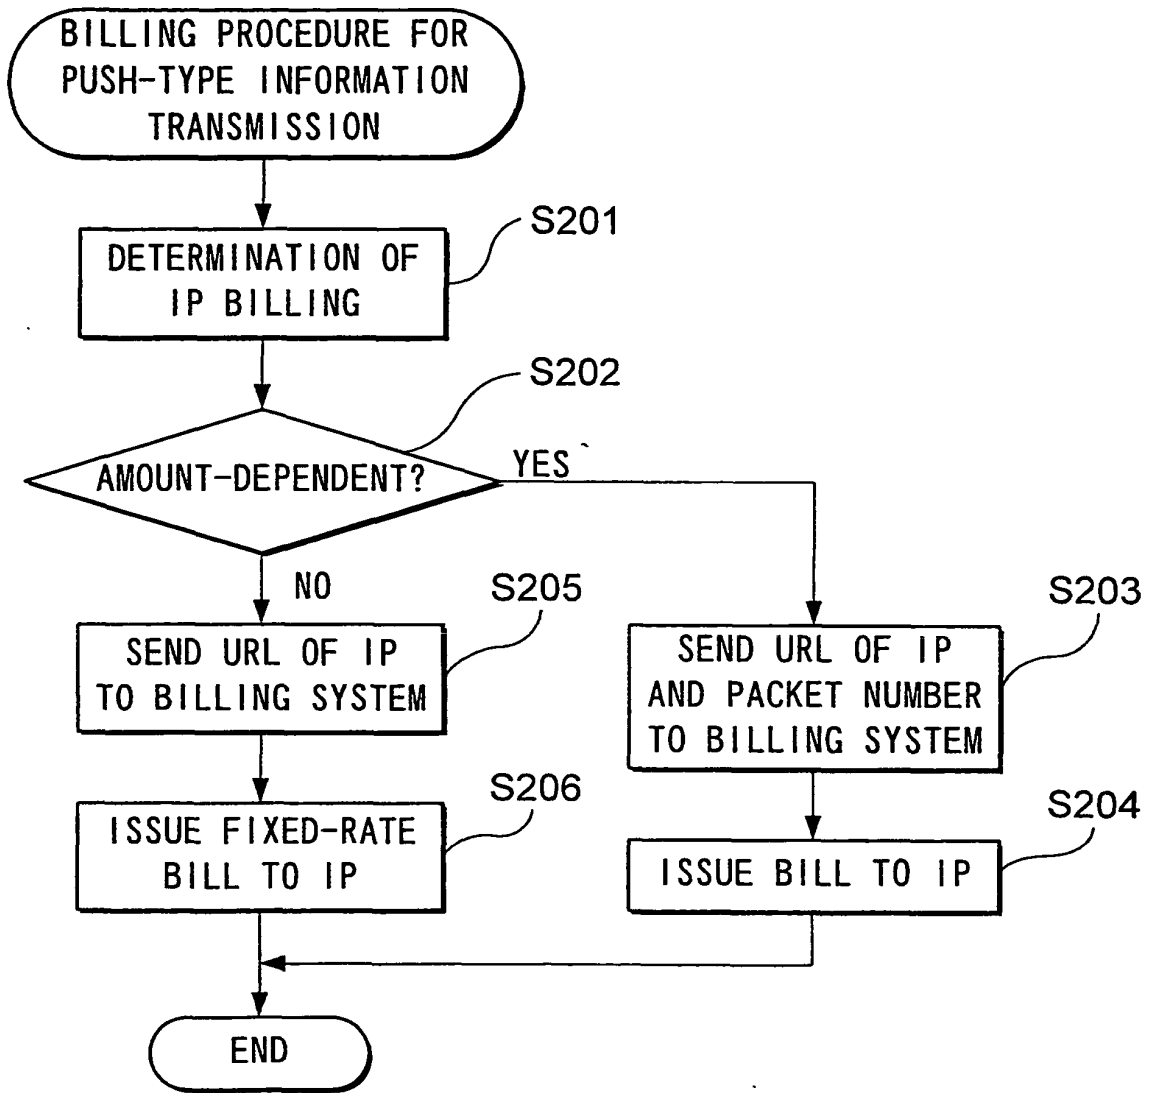 BILLING PROCEDURE FOR
PUSH-TYPE INFORMATION
TRANSMISSION
S201
DETERMINATION OF
IP BILLING
S202
AMOUNT-DEPENDENT?
YES
NO
S205
SEND URL OF IP
TO BILLING SYSTEM
S203
SEND URL OF IP
AND PACKET NUMBER
TO BILLING SYSTEM
S206
ISSUE FIXED-RATE
BILL TO IP
S204
ISSUE BILL TO IP
END